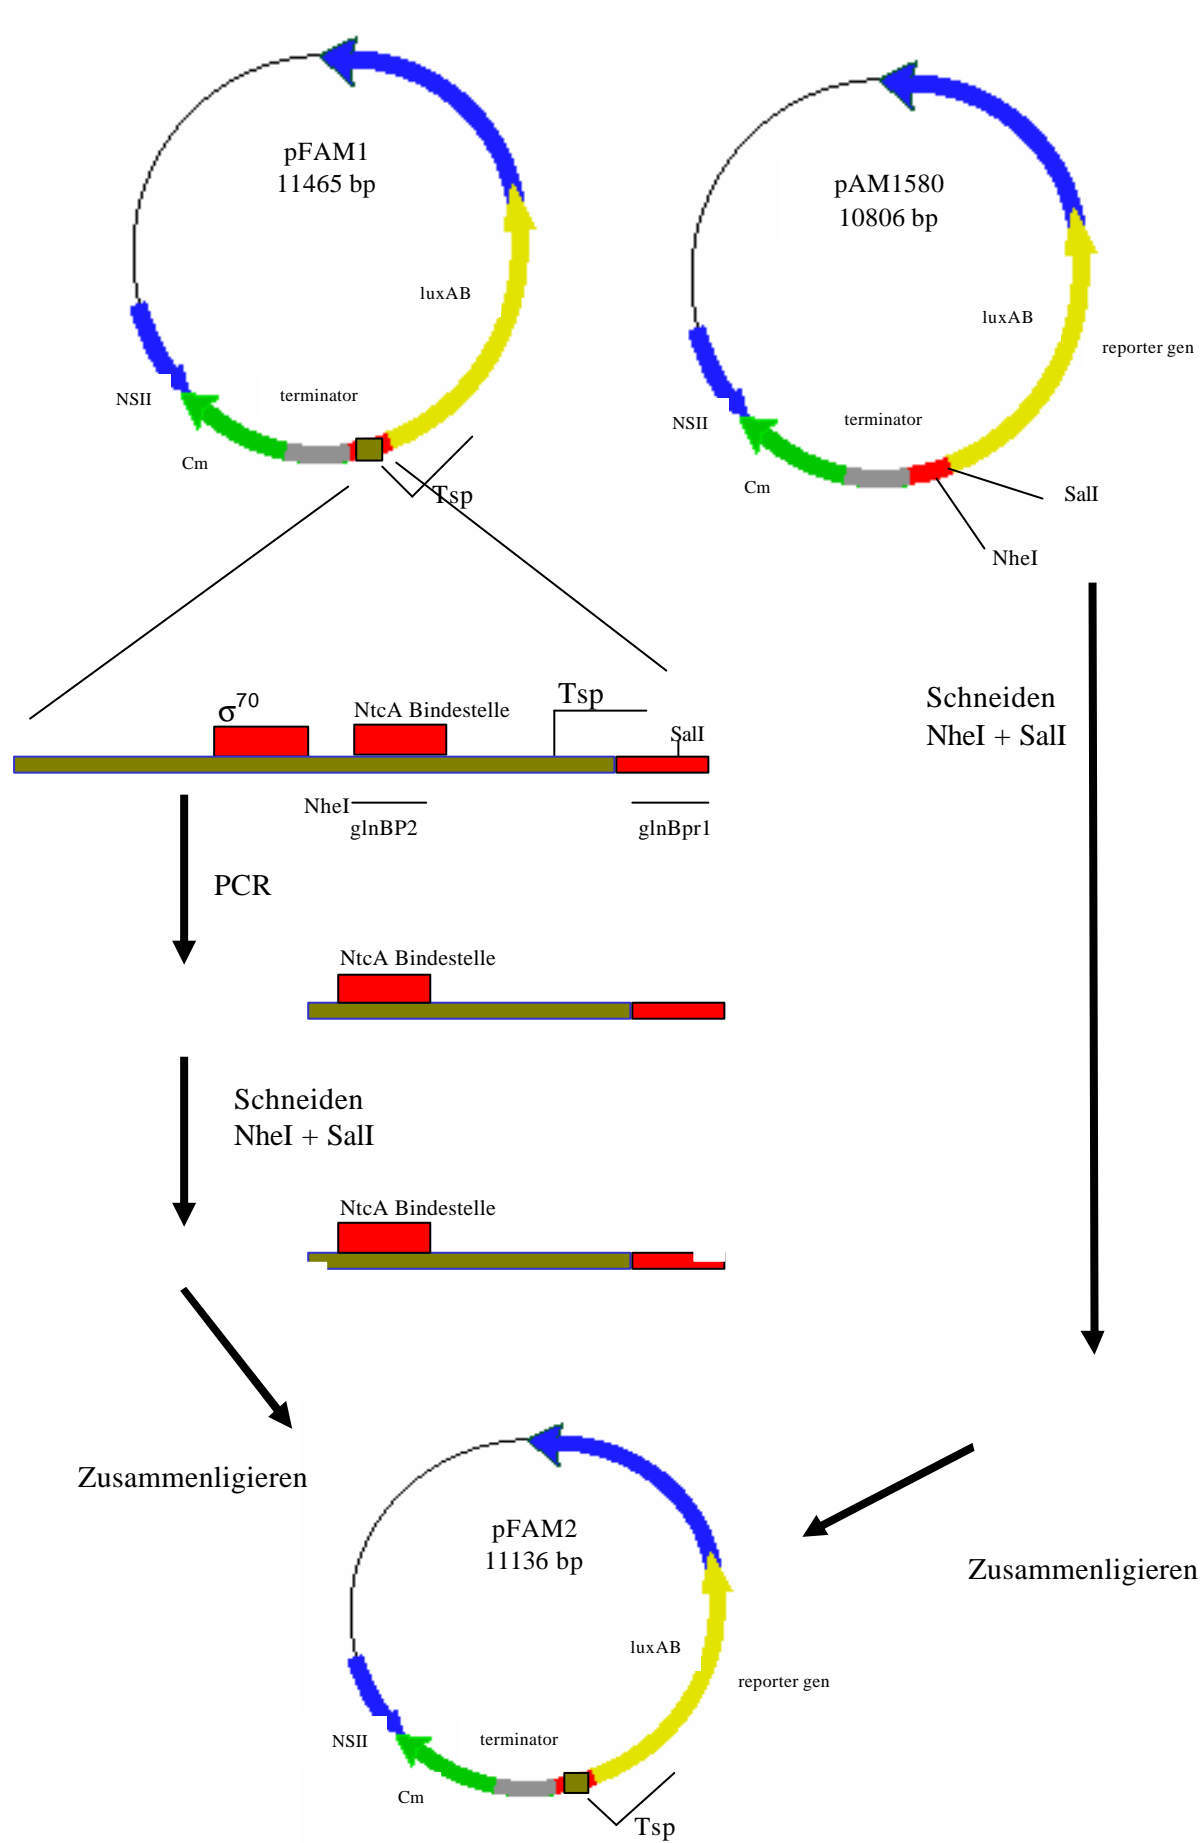 pFAM1
11465 bp
luxAB
terminator
NSII
Cm
Tsp
pAM1580
10806 bp
luxAB
reporter gen
terminator
NSII
Cm
SalI
NheI
σ70
NtcA Bindestelle
Tsp
SalI
NheI
glnBP2
glnBpr1
Schneiden
NheI + SalI
PCR
NtcA Bindestelle
Schneiden
NheI + SalI
NtcA Bindestelle
Zusammenligieren
Zusammenligieren
pFAM2
11136 bp
luxAB
reporter gen
terminator
NSII
Cm
Tsp